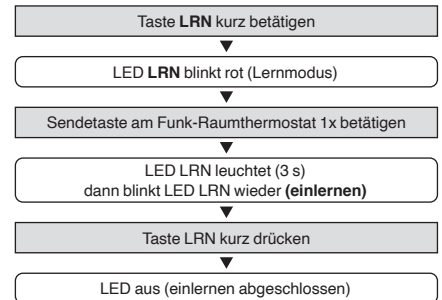 Taste LRN kurz betätigen
LED LRN blinkt rot (Lernmodus)
Sendetaste am Funk-Raumthermostat 1x betätigen
LED LRN leuchtet (3 s)
dann blinkt LED LRN wieder (einlernen)
Taste LRN kurz drücken
LED aus (einlernen abgeschlossen)